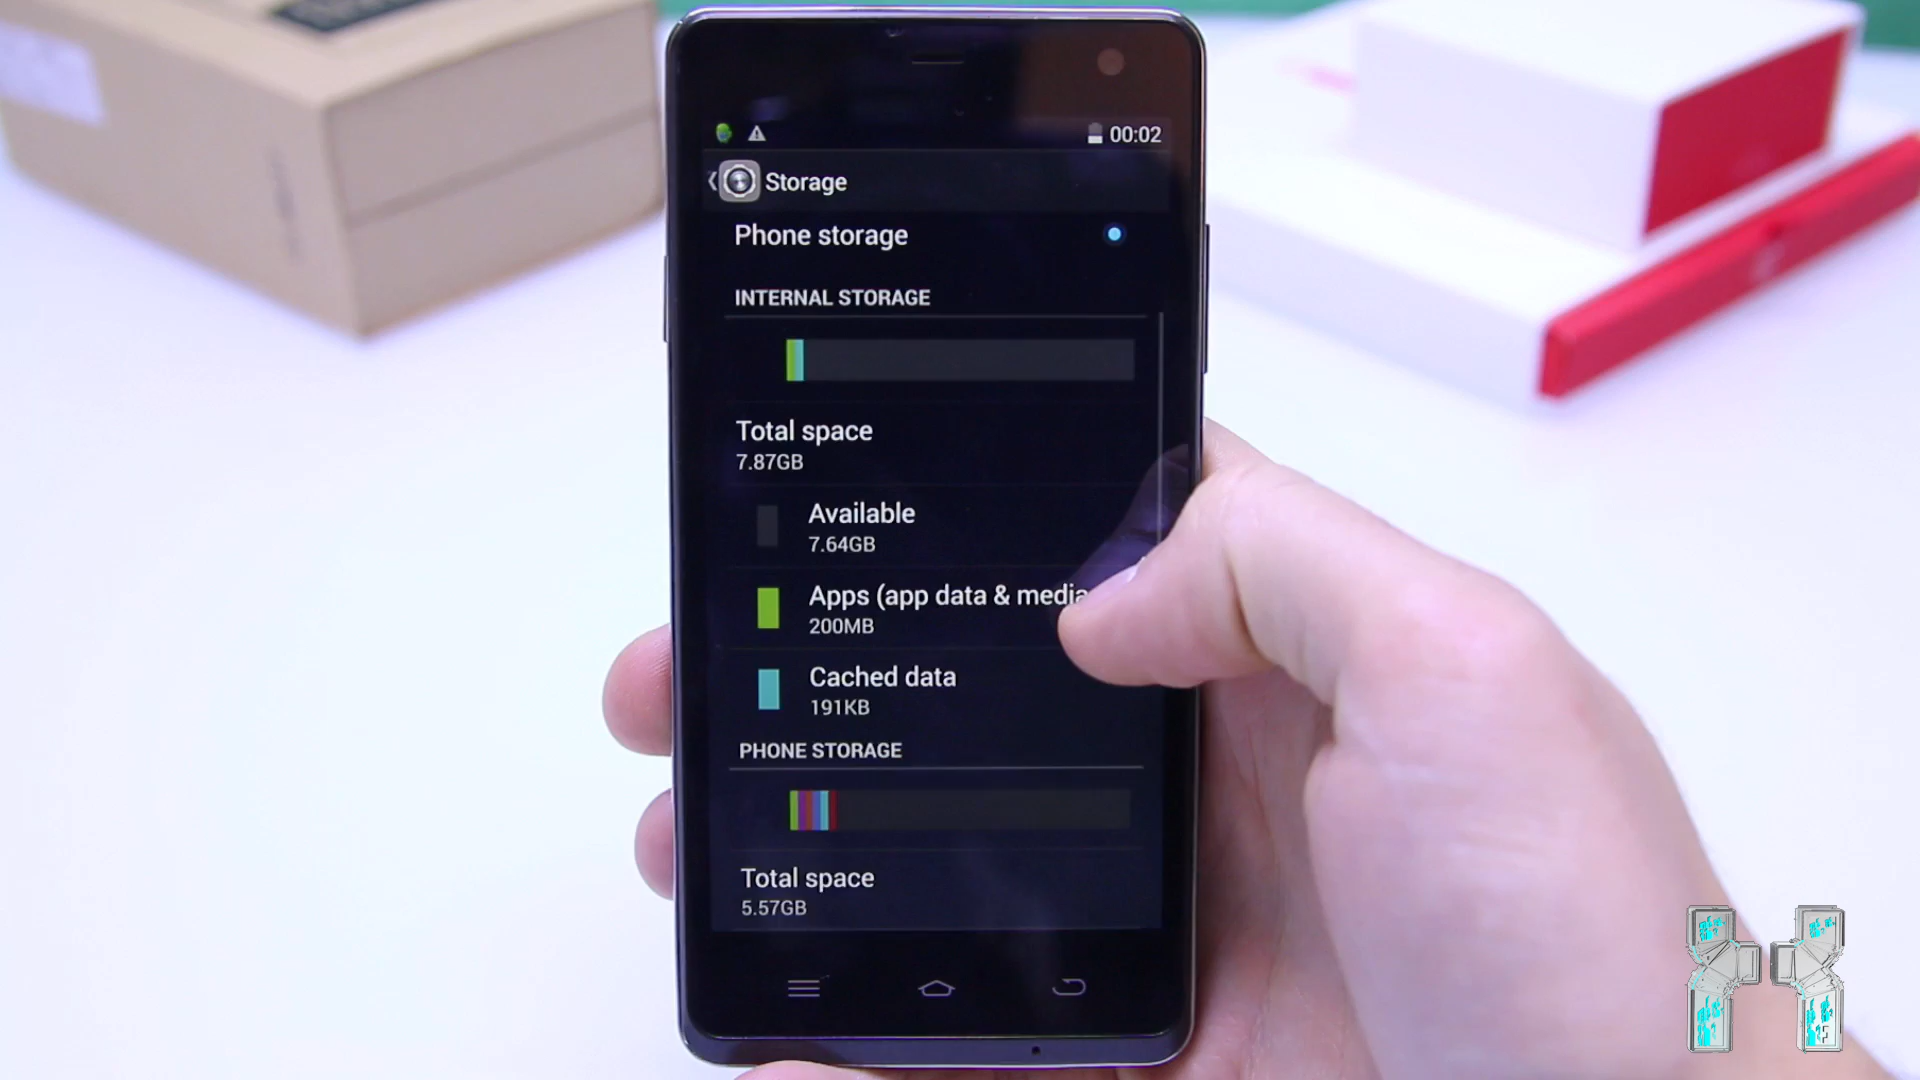 00:02
Storage
Phone storage
INTERNAL STORAGE
Total space
7.87GB
Available
7.64GB
Apps (app data & media
200MB
Cached data
191KB
PHONE STORAGE
Total space
5.57GB